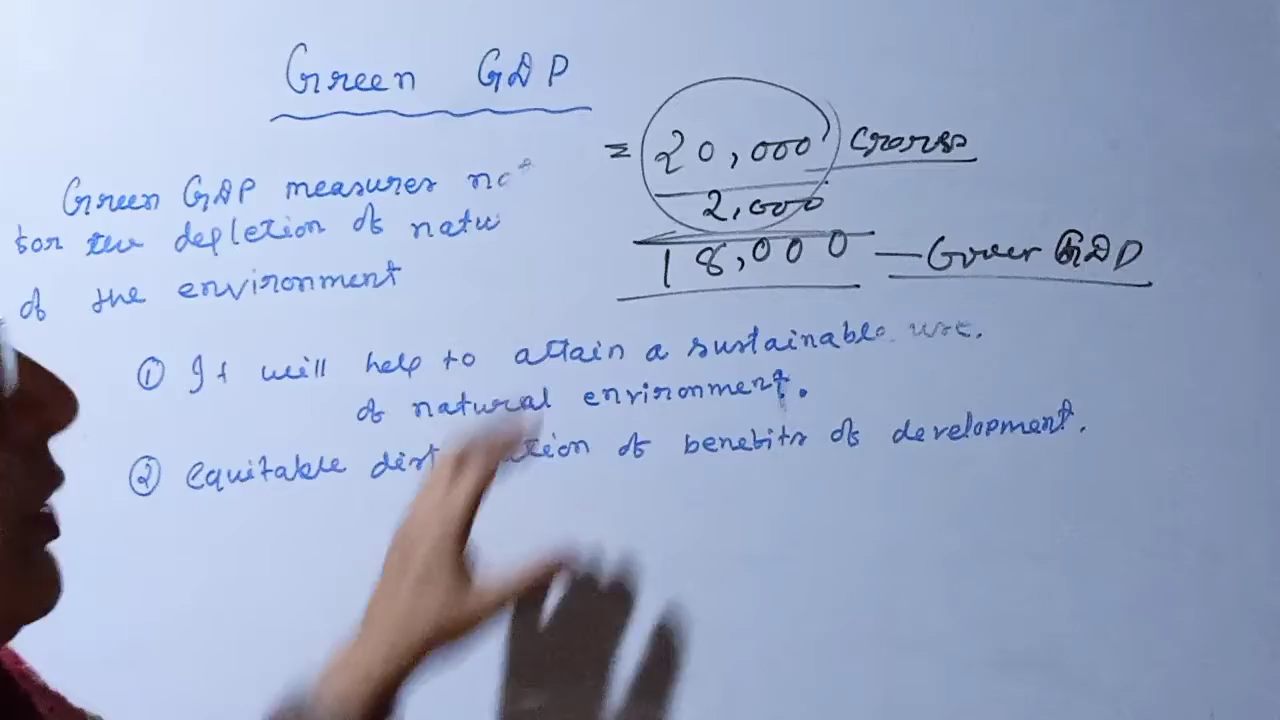 Green GDP
= 20,000 crores
2,000
18,000 — Green GDP
Green GDP measures
for the depletion of natu
of the environment
① It will help to attain a sustainable use.
of natural environment.
② equitable dist tion of benefits of development.